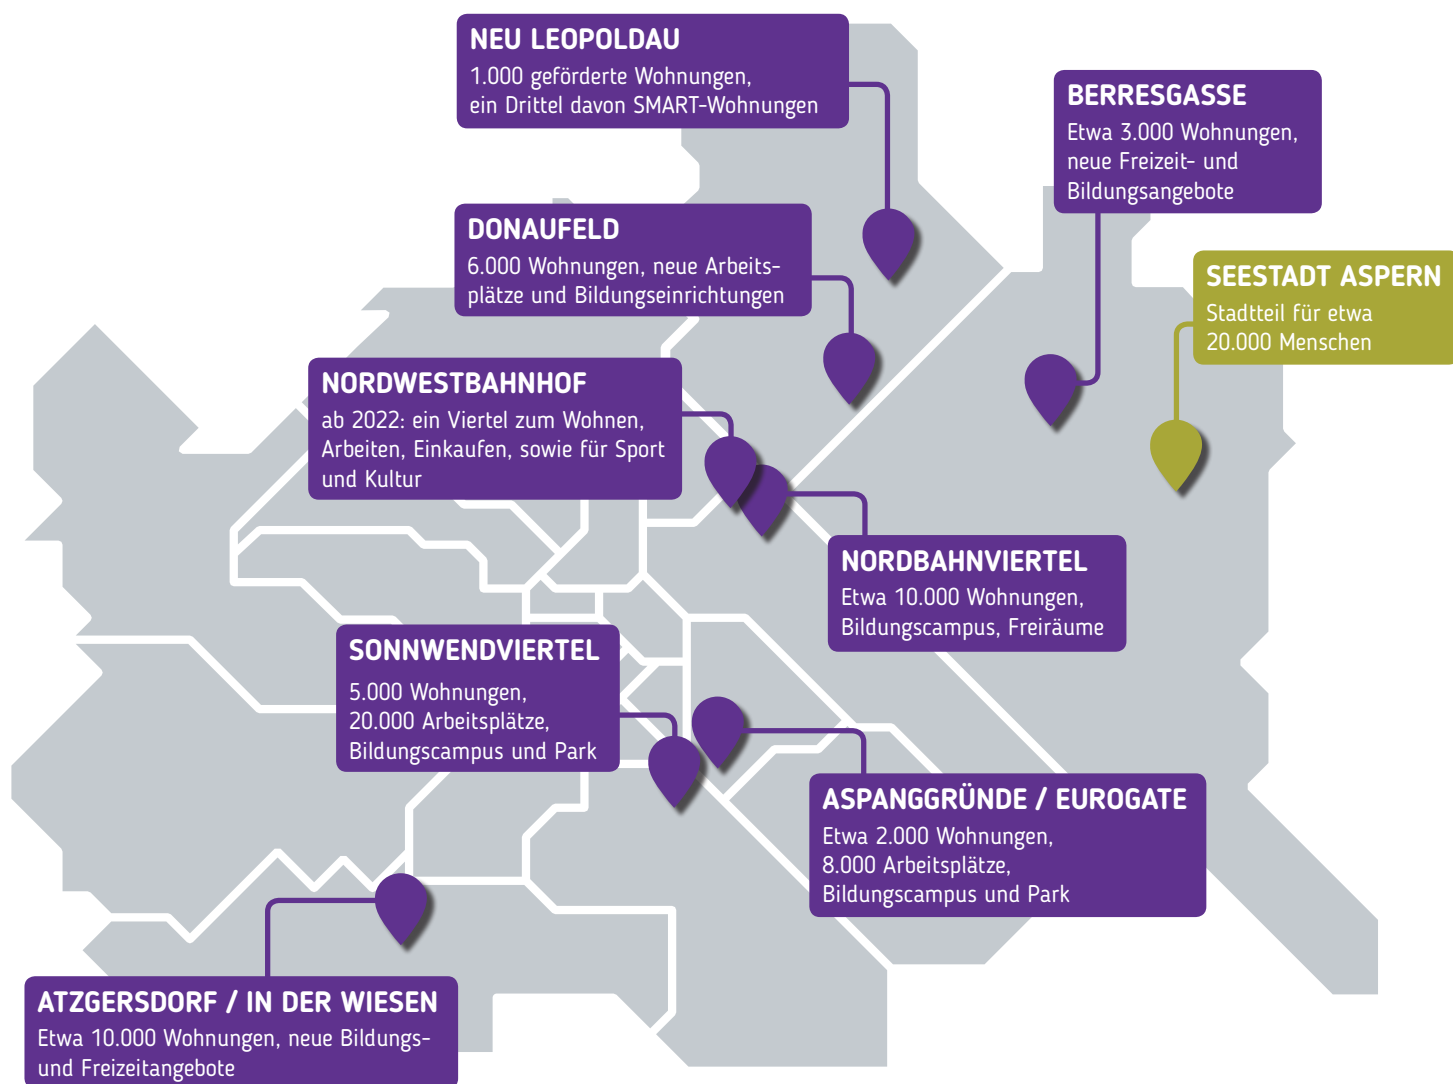 NEU LEOPOLDAU
1.000 geförderte Wohnungen,
ein Drittel davon SMART-Wohnungen
BERRESGASSE
Etwa 3.000 Wohnungen,
neue Freizeit- und
Bildungsangebote
DONAUFELD
6.000 Wohnungen, neue Arbeits-
plätze und Bildungseinrichtungen
SEESTADT ASPERN
Stadtteil für etwa
20.000 Menschen
NORDWESTBAHNHOF
ab 2022: ein Viertel zum Wohnen,
Arbeiten, Einkaufen, sowie für Sport
und Kultur
NORDBAHNVIERTEL
Etwa 10.000 Wohnungen,
Bildungscampus, Freiräume
SONNWENDVIERTEL
5.000 Wohnungen,
20.000 Arbeitsplätze,
Bildungscampus und Park
ASPANGGRÜNDE / EUROGATE
Etwa 2.000 Wohnungen,
8.000 Arbeitsplätze,
Bildungscampus und Park
ATZGERSDORF / IN DER WIESEN
Etwa 10.000 Wohnungen, neue Bildungs-
und Freizeitangebote